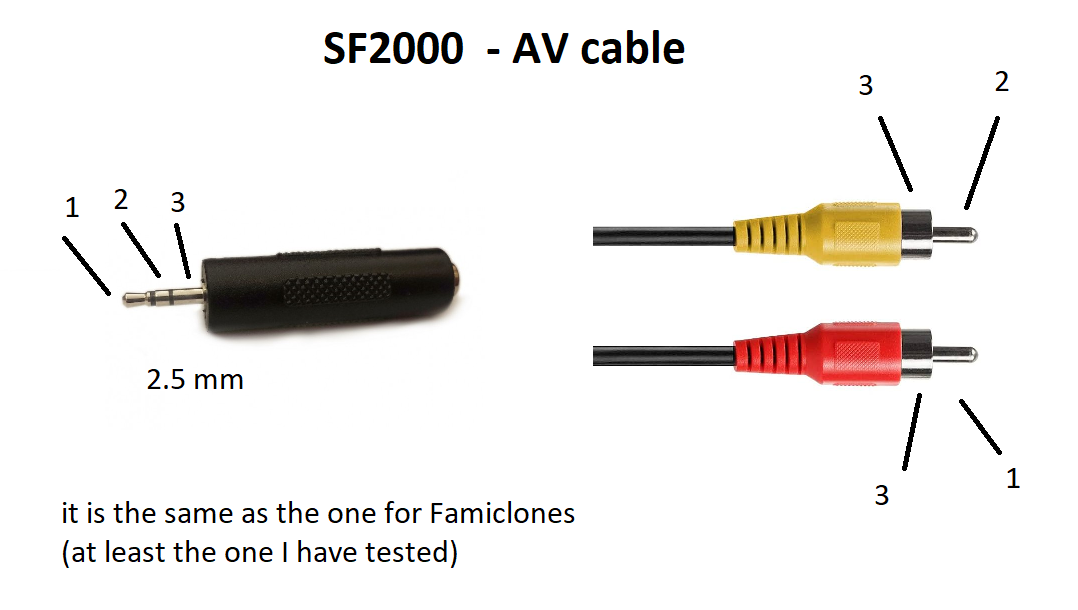 SF2000 - AV cable
3
2
1
2
3
2.5 mm
3
1
it is the same as the one for Famiclones
(at least the one I have tested)